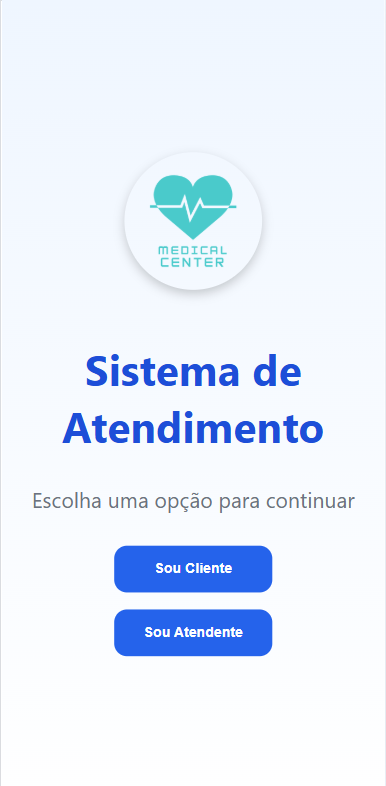 MEDICAL
CENTER
Sistema de
Atendimento
Escolha uma opção para continuar
Sou Cliente
Sou Atendente